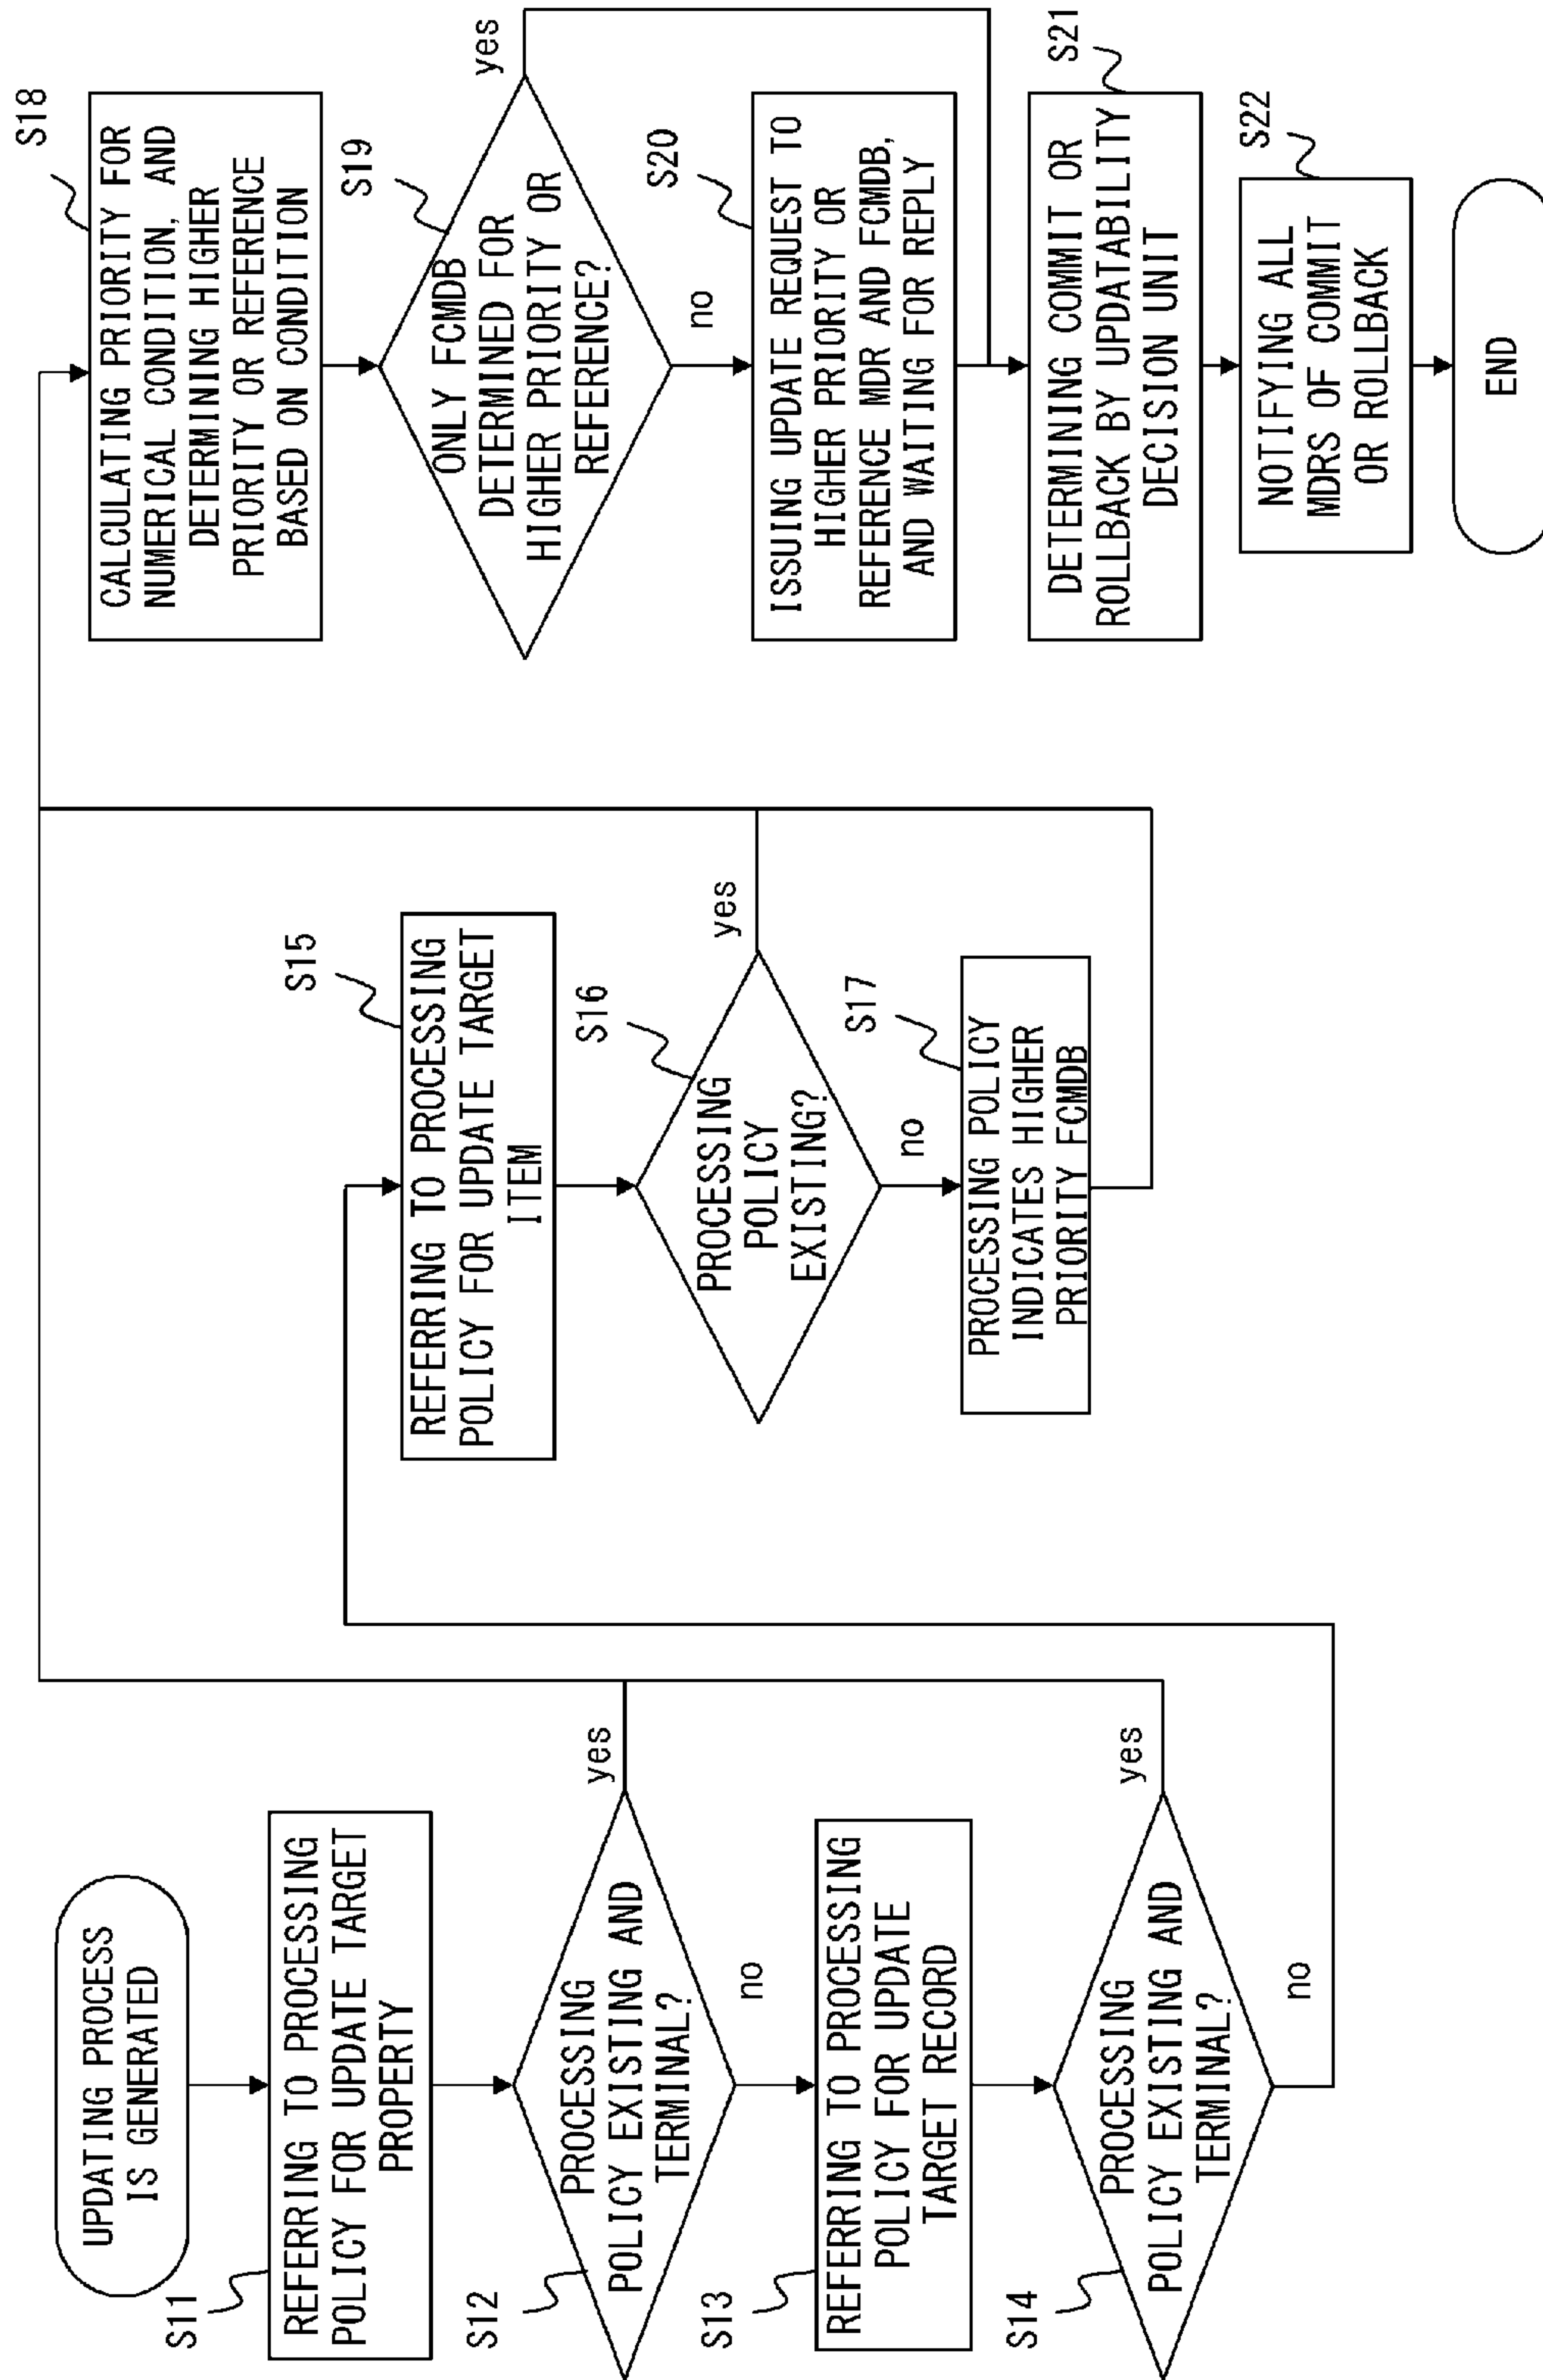 UPDATING PROCESS
IS GENERATED
S11
REFERRING TO PROCESSING
POLICY FOR UPDATE TARGET
PROPERTY
S12
PROCESSING
POLICY EXISTING AND
TERMINAL?
yes
no
S13
REFERRING TO PROCESSING
POLICY FOR UPDATE
TARGET RECORD
S14
PROCESSING
POLICY EXISTING AND
TERMINAL?
yes
no
S15
REFERRING TO PROCESSING
POLICY FOR UPDATE TARGET
ITEM
S16
PROCESSING
POLICY
EXISTING?
yes
no
S17
PROCESSING POLICY
INDICATES HIGHER
PRIORITY FCMDB
S18
CALCULATING PRIORITY FOR
NUMERICAL CONDITION, AND
DETERMINING HIGHER
PRIORITY OR REFERENCE
BASED ON CONDITION
S19
ONLY FCMDB
DETERMINED FOR
HIGHER PRIORITY OR
REFERENCE?
yes
no
S20
ISSUING UPDATE REQUEST TO
HIGHER PRIORITY OR
REFERENCE MDR AND FCMDB,
AND WAITING FOR REPLY
S21
DETERMINING COMMIT OR
ROLLBACK BY UPDATABILITY
DECISION UNIT
S22
NOTIFYING ALL
MDRS OF COMMIT
OR ROLLBACK
END